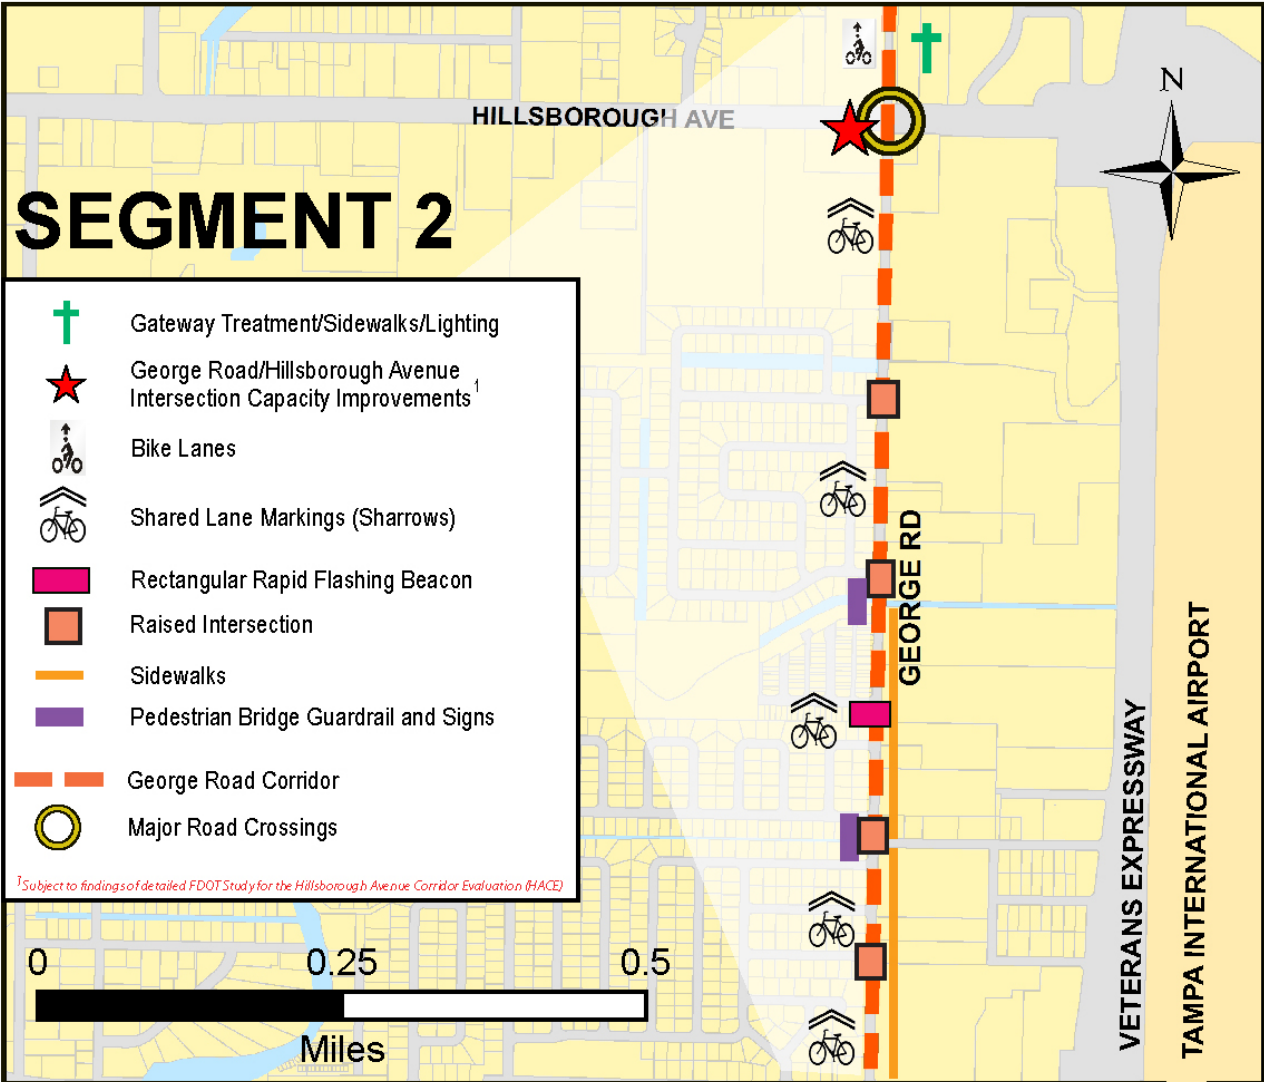 HILLSBOROUGH AVE
N
SEGMENT 2
Gateway Treatment/Sidewalks/Lighting
George Road/Hillsborough Avenue
Intersection Capacity Improvements1
Bike Lanes
Shared Lane Markings (Sharrows)
Rectangular Rapid Flashing Beacon
Raised Intersection
Sidewalks
Pedestrian Bridge Guardrail and Signs
George Road Corridor
Major Road Crossings
1Subject to findings of detailed FDOT Study for the Hillsborough Avenue Corridor Evaluation (HACE)
GEORGE RD
VETERANS EXPRESSWAY
TAMPA INTERNATIONAL AIRPORT
0 0.25 0.5
Miles